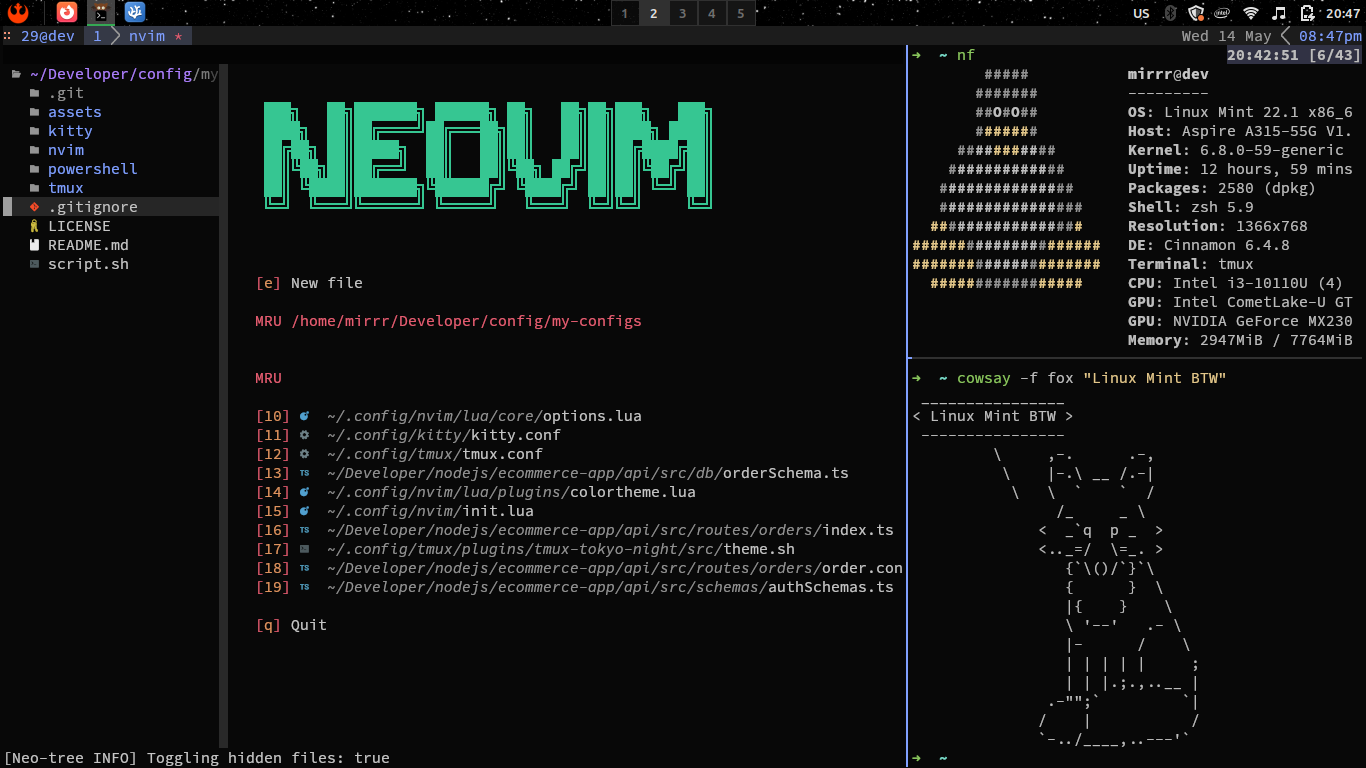 1 2 3 4 5
US 20:47
29@dev 1 nvim * Wed 14 May 08:47pm
~/Developer/config/my
.git
assets
kitty
nvim
powershell
tmux
.gitignore
LICENSE
README.md
script.sh
NEOVIM
[e] New file
MRU /home/mirrr/Developer/config/my-configs
MRU
[10] ~/.config/nvim/lua/core/options.lua
[11] ~/.config/kitty/kitty.conf
[12] ~/.config/tmux/tmux.conf
[13] TS ~/Developer/nodejs/ecommerce-app/api/src/db/orderSchema.ts
[14] ~/.config/nvim/lua/plugins/colortheme.lua
[15] ~/.config/nvim/init.lua
[16] TS ~/Developer/nodejs/ecommerce-app/api/src/routes/orders/index.ts
[17] ~/.config/tmux/plugins/tmux-tokyo-night/src/theme.sh
[18] TS ~/Developer/nodejs/ecommerce-app/api/src/routes/orders/order.con
[19] TS ~/Developer/nodejs/ecommerce-app/api/src/schemas/authSchemas.ts
[q] Quit
[Neo-tree INFO] Toggling hidden files: true
→ ~ nf
20:42:51 [6/43]
mirrr@dev
---------
OS: Linux Mint 22.1 x86_6
Host: Aspire A315-55G V1.
Kernel: 6.8.0-59-generic
Uptime: 12 hours, 59 mins
Packages: 2580 (dpkg)
Shell: zsh 5.9
Resolution: 1366x768
DE: Cinnamon 6.4.8
Terminal: tmux
CPU: Intel i3-10110U (4)
GPU: Intel CometLake-U GT
GPU: NVIDIA GeForce MX230
Memory: 2947MiB / 7764MiB
→ ~ cowsay -f fox "Linux Mint BTW"
< Linux Mint BTW >
→ ~